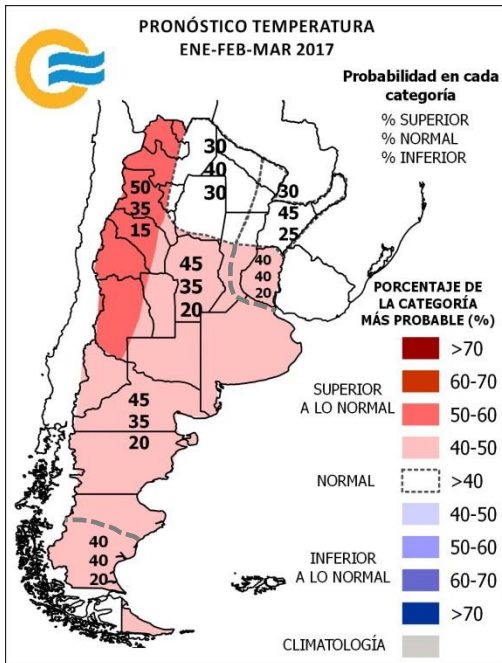 PRONÓSTICO TEMPERATURA
ENE-FEB-MAR 2017
Probabilidad en cada
categoría
% SUPERIOR
% NORMAL
% INFERIOR
30
40
30
50
35
15
30
45
25
45
35
20
40
40
20
45
35
20
40
40
20
PORCENTAJE DE
LA CATEGORÍA
MÁS PROBABLE (%)
>70
60-70
SUPERIOR
A LO NORMAL
50-60
40-50
NORMAL
>40
40-50
50-60
INFERIOR
A LO NORMAL
60-70
>70
CLIMATOLOGÍA